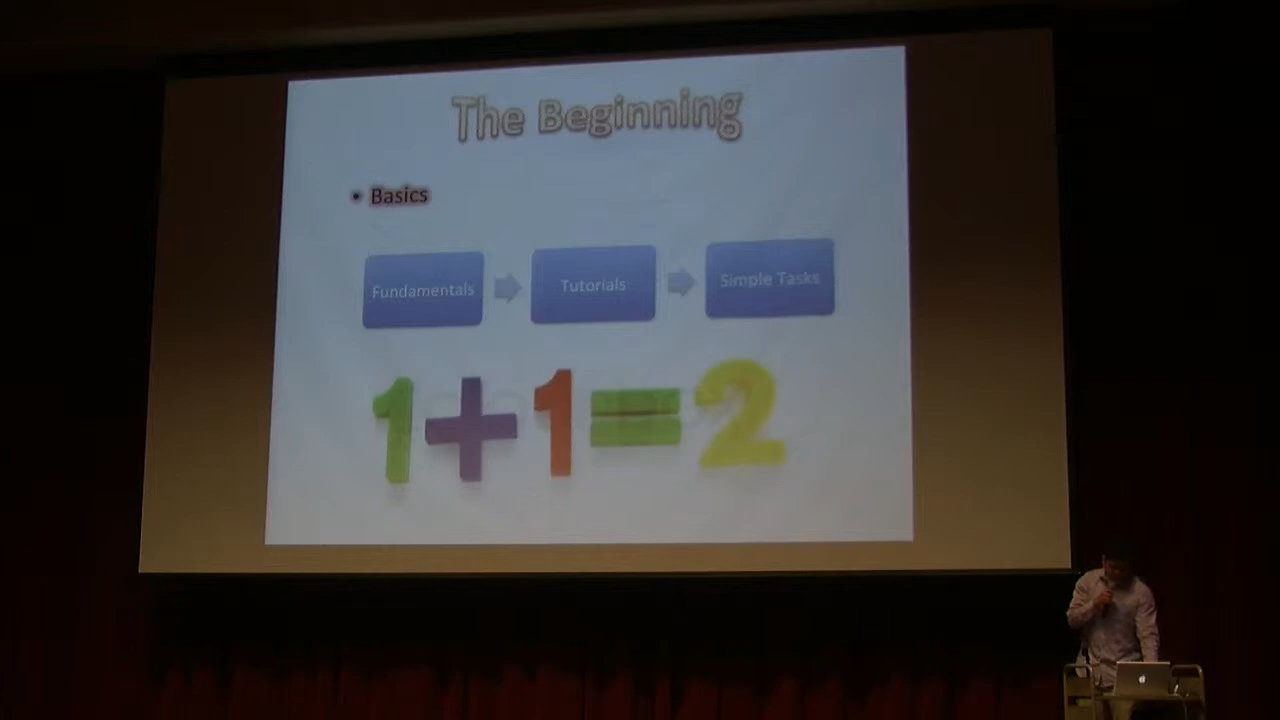 The Beginning
• Basics
Fundamentals
Tutorials
Simple Tasks
1+1=2